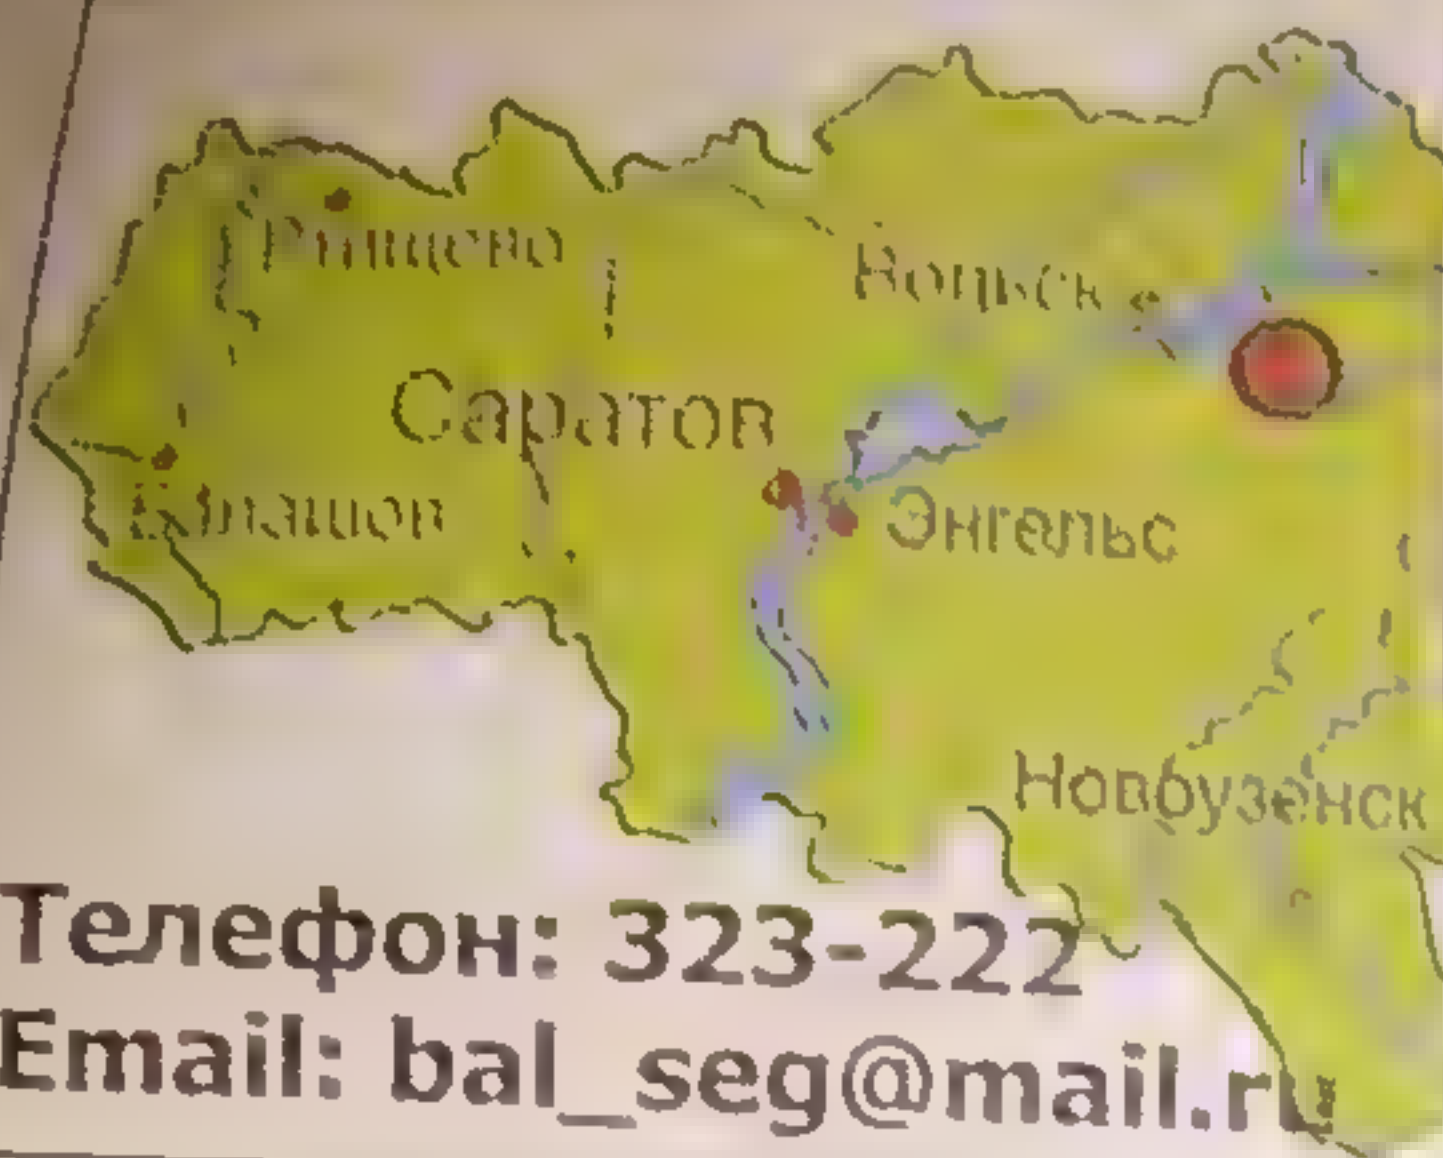 Ртищево
Вольск
Саратов
Балашов
Энгельс
Новоузенск
Телефон: 323-222
Email: bal_seg@mail.ru